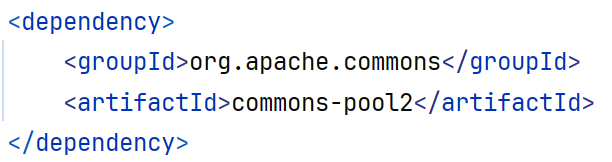 <dependency>
    <groupId>org.apache.commons</groupId>
    <artifactId>commons-pool2</artifactId>
</dependency>